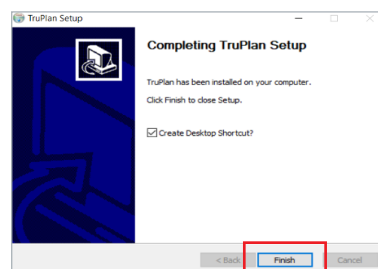 TruPlan Setup
Completing TruPlan Setup
TruPlan has been installed on your computer.
Click Finish to close Setup.
Create Desktop Shortcut?
< Back Finish Cancel